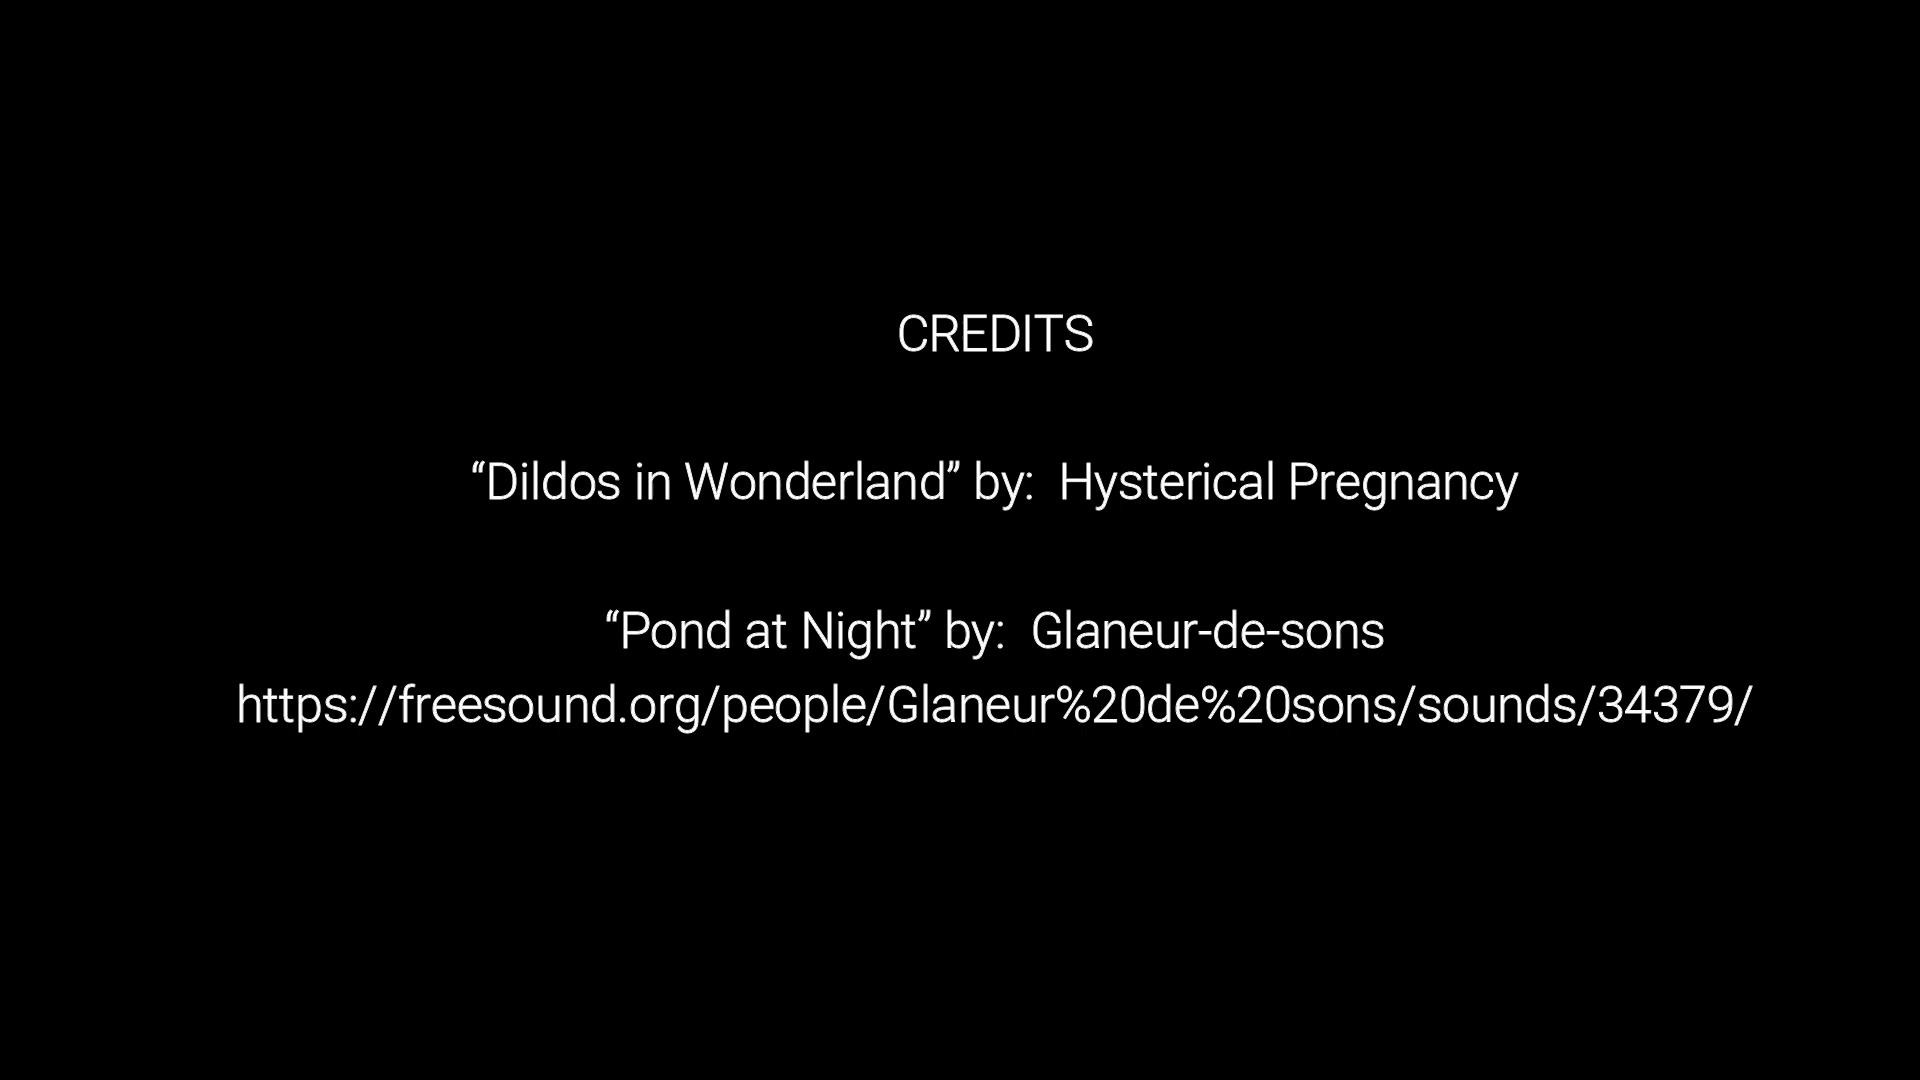 CREDITS
“Dildos in Wonderland” by:  Hysterical Pregnancy
“Pond at Night” by:  Glaneur-de-sons
https://freesound.org/people/Glaneur%20de%20sons/sounds/34379/